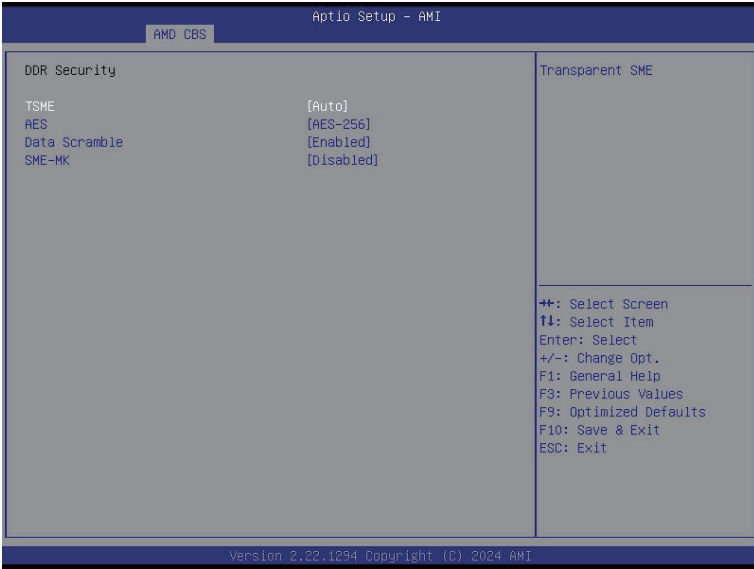 Aptio Setup – AMI
AMD CBS
DDR Security
Transparent SME
TSME [Auto]
AES [AES-256]
Data Scramble [Enabled]
SME-MK [Disabled]
→←: Select Screen
↑↓: Select Item
Enter: Select
+/-: Change Opt.
F1: General Help
F3: Previous Values
F9: Optimized Defaults
F10: Save & Exit
ESC: Exit
Version 2.22.1294 Copyright (C) 2024 AMI